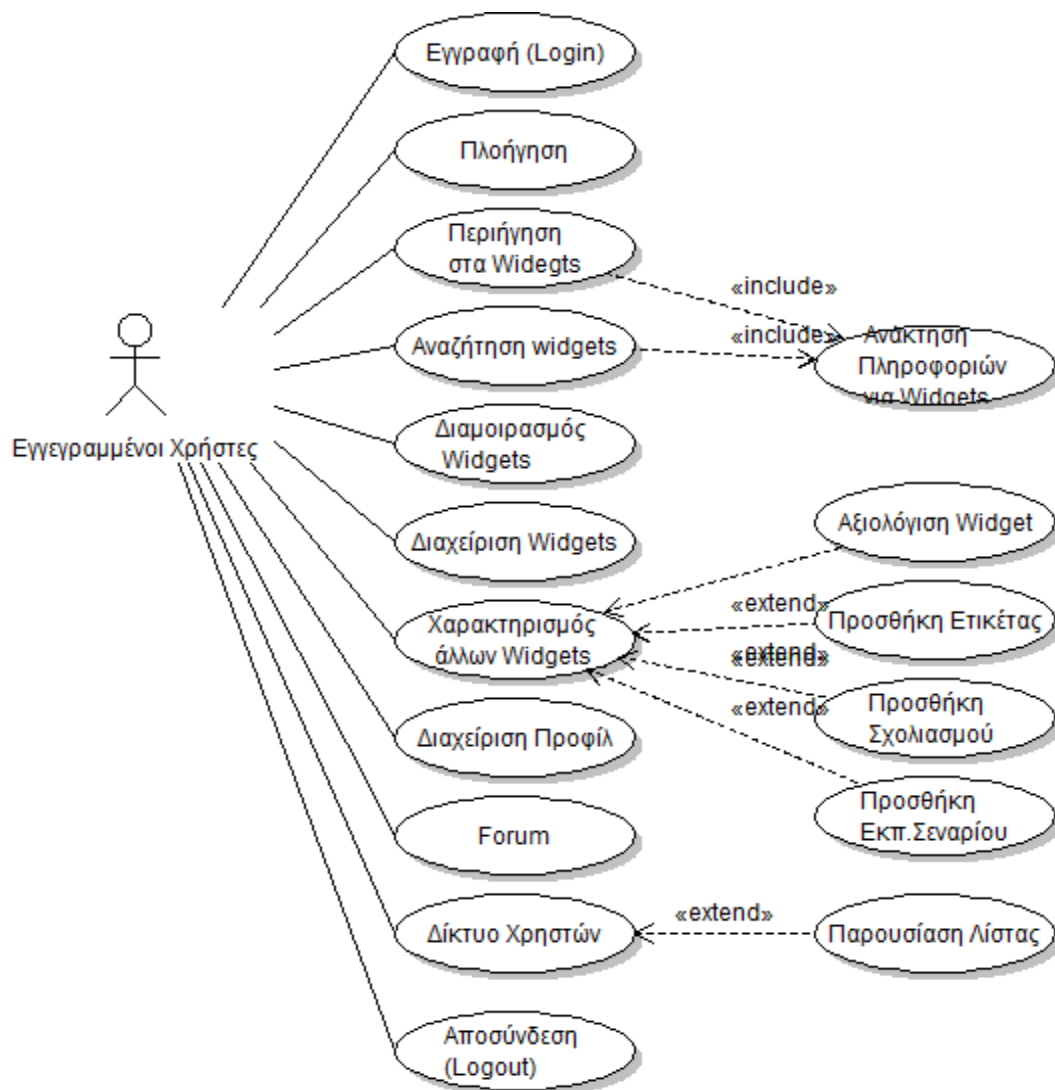 Εγγραφή (Login)
Πλοήγηση
Περιήγηση
στα Widegts
«include»
Αναζήτηση widgets
«include»
Ανάκτηση
Πληροφοριών
για Widgets
Εγγεγραμμένοι Χρήστες
Διαμοιρασμός
Widgets
Διαχείριση Widgets
Αξιολόγιση Widget
Χαρακτηρισμός
άλλων Widgets
«extend»
Προσθήκη Ετικέτας
«extend»
«extend»
Προσθήκη
Σχολιασμού
«extend»
Διαχείριση Προφίλ
Προσθήκη
Εκπ.Σεναρίου
Forum
Δίκτυο Χρηστών
«extend»
Παρουσίαση Λίστας
Αποσύνδεση
(Logout)